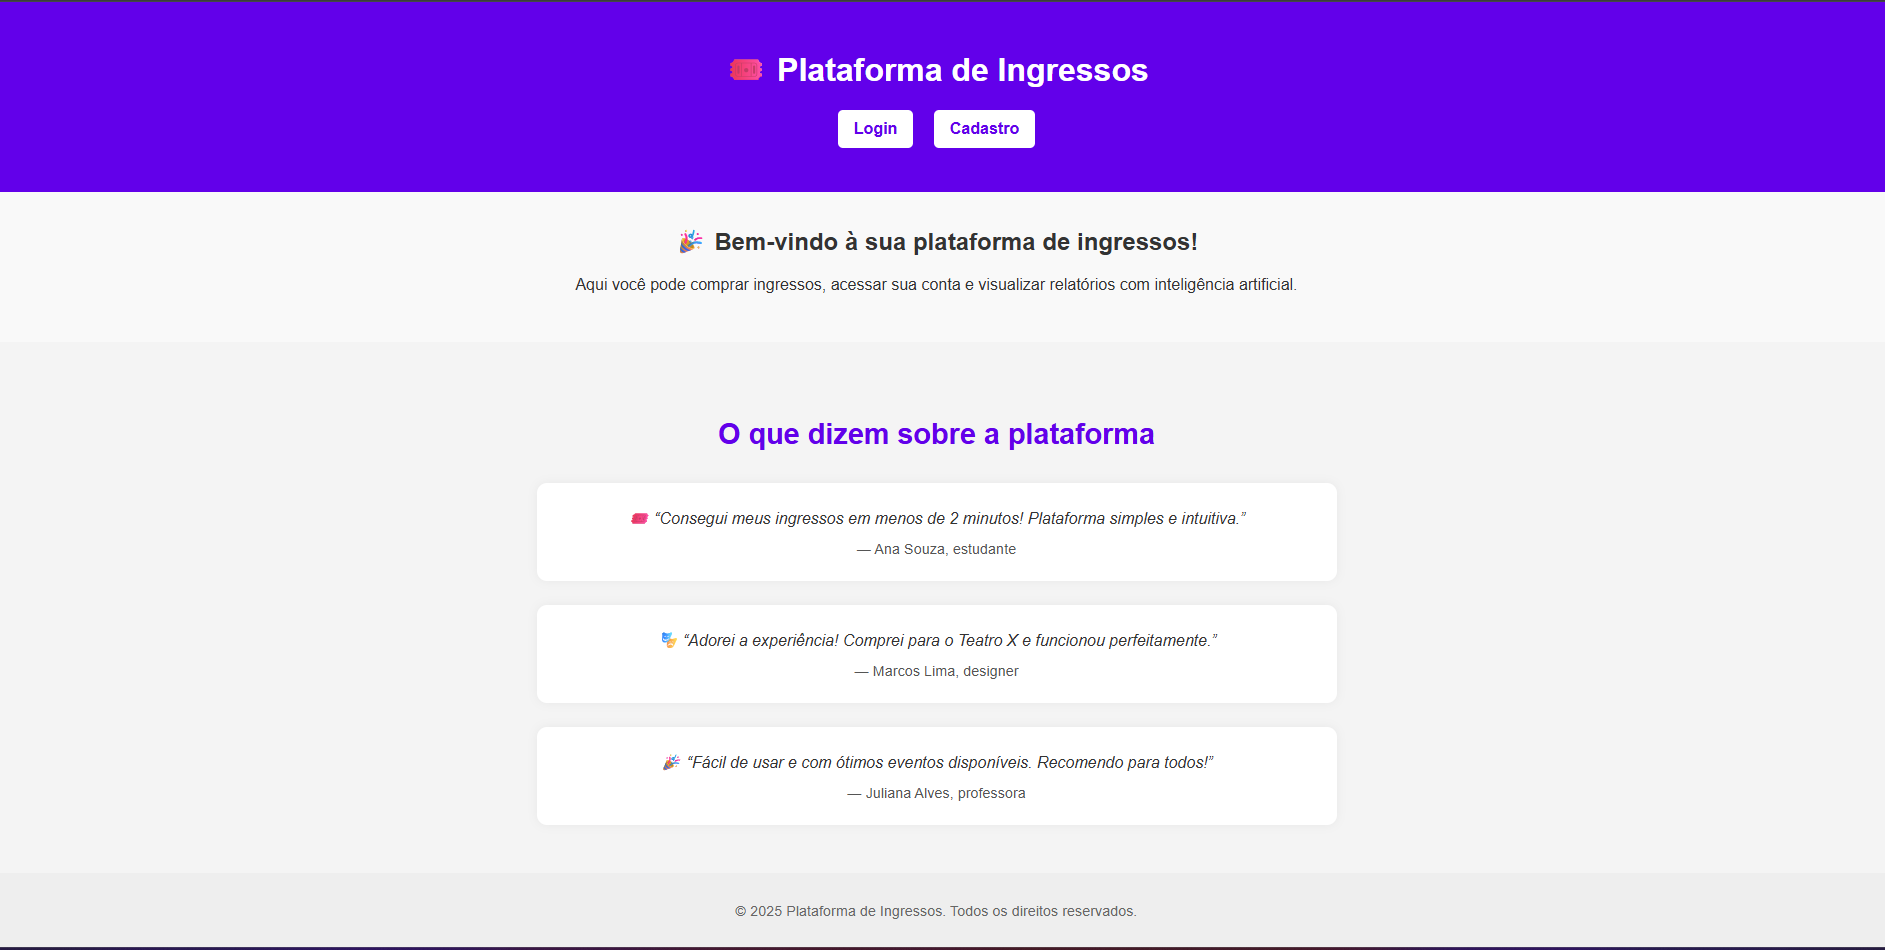 🎟️ Plataforma de Ingressos
Login Cadastro
🎉 Bem-vindo à sua plataforma de ingressos!
Aqui você pode comprar ingressos, acessar sua conta e visualizar relatórios com inteligência artificial.
O que dizem sobre a plataforma
🎟️ “Consegui meus ingressos em menos de 2 minutos! Plataforma simples e intuitiva.”
— Ana Souza, estudante
🎭 “Adorei a experiência! Comprei para o Teatro X e funcionou perfeitamente.”
— Marcos Lima, designer
🎉 “Fácil de usar e com ótimos eventos disponíveis. Recomendo para todos!”
— Juliana Alves, professora
© 2025 Plataforma de Ingressos. Todos os direitos reservados.